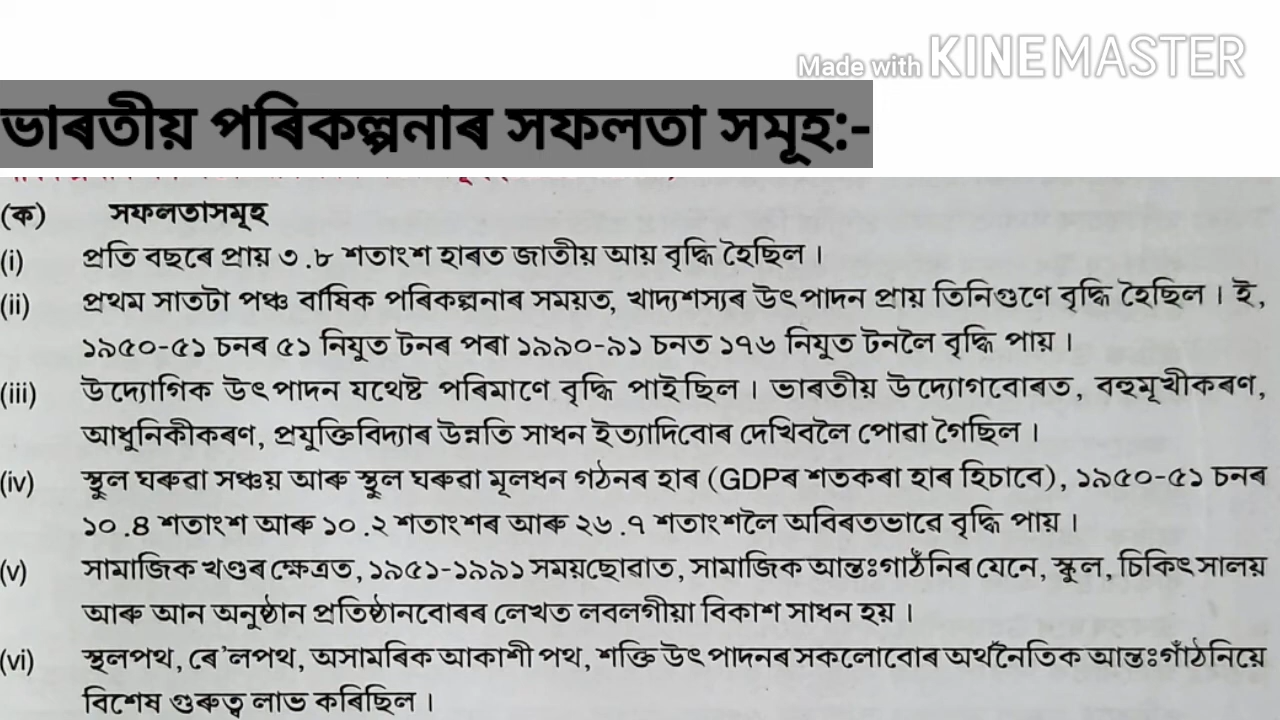 Made with KINEMASTER
ভাৰতীয় পৰিকল্পনাৰ সফলতা সমূহ:-
(ক) সফলতাসমূহ
(i) প্ৰতি বছৰে প্ৰায় ৩.৮ শতাংশ হাৰত জাতীয় আয় বৃদ্ধি হৈছিল ।
(ii) প্ৰথম সাতটা পঞ্চ বাৰ্ষিক পৰিকল্পনাৰ সময়ত, খাদ্যশস্যৰ উৎপাদন প্ৰায় তিনিগুণে বৃদ্ধি হৈছিল । ই,
১৯৫০-৫১ চনৰ ৫১ নিযুত টনৰ পৰা ১৯৯০-৯১ চনত ১৭৬ নিযুত টনলৈ বৃদ্ধি পায় ।
(iii) উদ্যোগিক উৎপাদন যথেষ্ট পৰিমাণে বৃদ্ধি পাইছিল । ভাৰতীয় উদ্যোগবোৰত, বহুমূখীকৰণ,
আধুনিকীকৰণ, প্ৰযুক্তিবিদ্যাৰ উন্নতি সাধন ইত্যাদিবোৰ দেখিবলৈ পোৱা গৈছিল ।
(iv) স্থুল ঘৰুৱা সঞ্চয় আৰু স্থুল ঘৰুৱা মূলধন গঠনৰ হাৰ (GDPৰ শতকৰা হাৰ হিচাবে), ১৯৫০-৫১ চনৰ
১০.৪ শতাংশ আৰু ১০.২ শতাংশৰ আৰু ২৬.৭ শতাংশলৈ অবিৰতভাৱে বৃদ্ধি পায় ।
(v) সামাজিক খণ্ডৰ ক্ষেত্ৰত, ১৯৫১-১৯৯১ সময়ছোৱাত, সামাজিক আন্তঃগাঠঁনিৰ যেনে, স্কুল, চিকিৎসালয়
আৰু আন অনুষ্ঠান প্ৰতিষ্ঠানবোৰৰ লেখত লবলগীয়া বিকাশ সাধন হয় ।
(vi) স্থলপথ, ৰে'লপথ, অসামৰিক আকাশী পথ, শক্তি উৎপাদনৰ সকলোবোৰ অৰ্থনৈতিক আন্তঃগাঁঠনিয়ে
বিশেষ গুৰুত্ব লাভ কৰিছিল ।